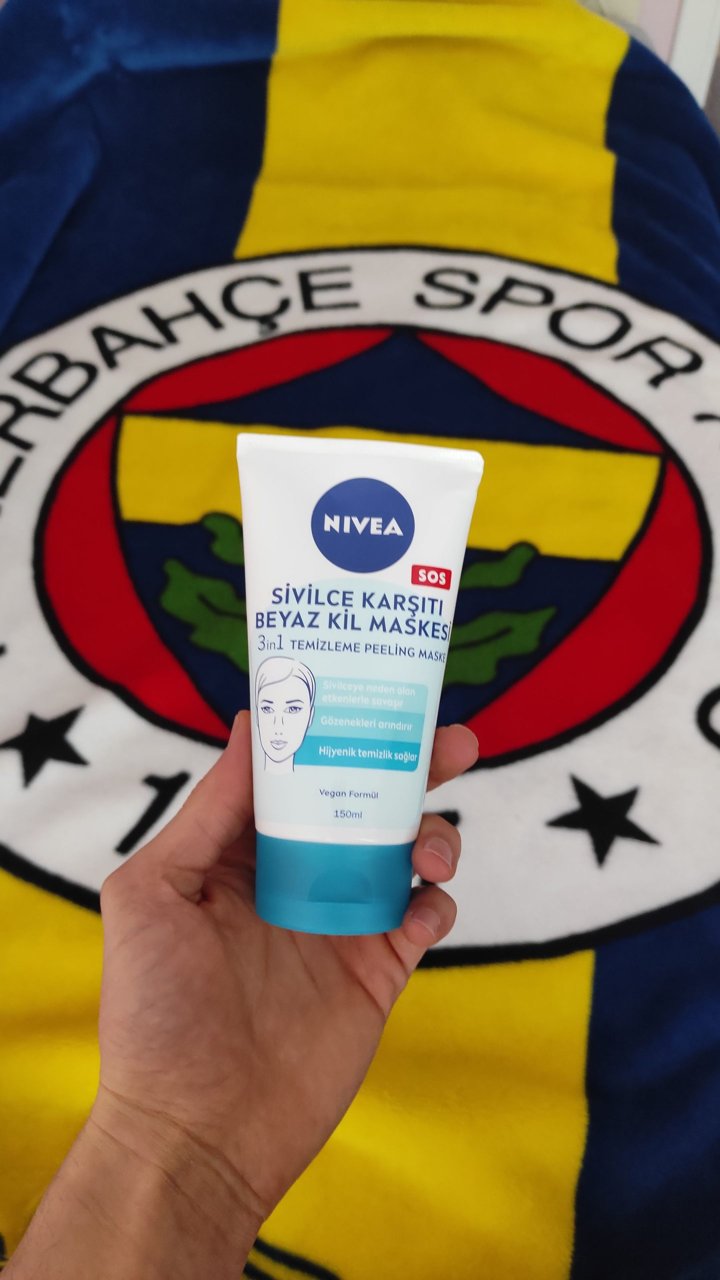 BAHÇE SPOR
NIVEA
SOS
SİVİLCE KARŞITI
BEYAZ KİL MASKESİ
3in1 TEMİZLEME PEELING MASKE
Sivilceye neden olan
etkenlerle savaşır
Gözenekleri arındırır
Hijyenik temizlik sağlar
Vegan Formül
150ml